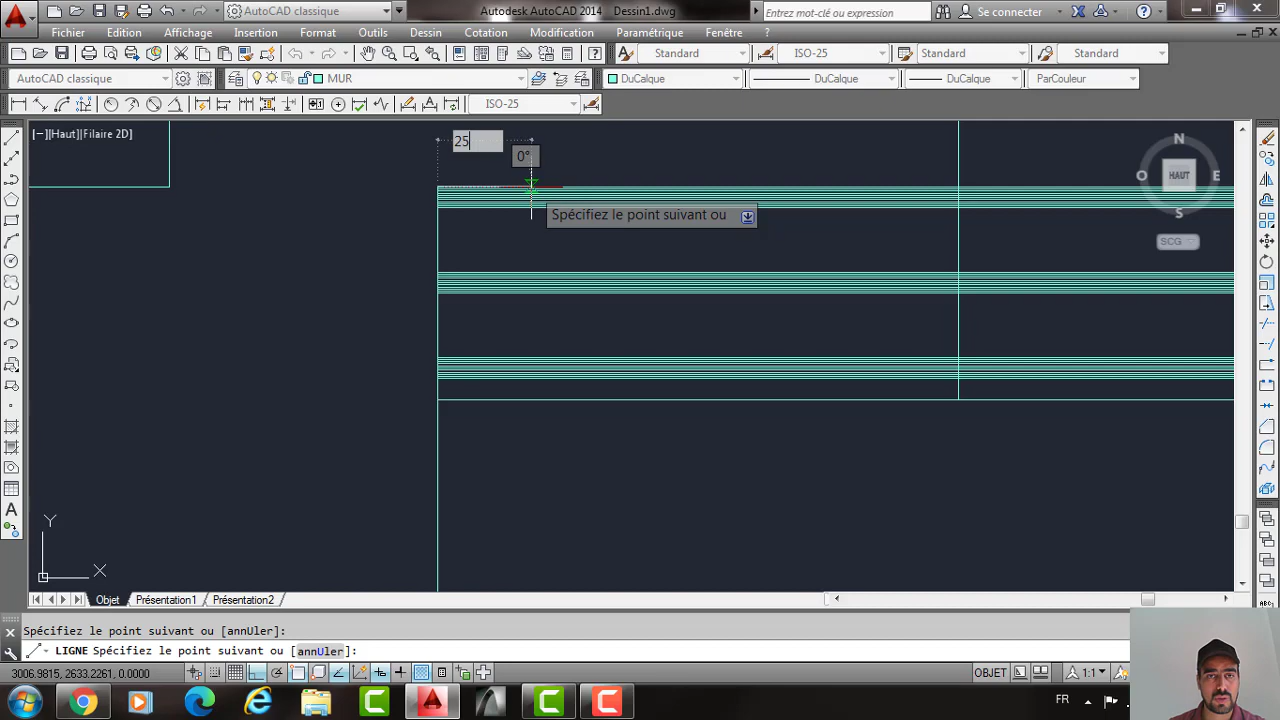 AutoCAD classique
Autodesk AutoCAD 2014 Dessin1.dwg
Entrez mot-clé ou expression
Se connecter
Fichier Edition Affichage Insertion Format Outils Dessin Cotation Modification Paramétrique Fenêtre ?
Standard ISO-25 Standard Standard
AutoCAD classique MUR DuCalque DuCalque DuCalque ParCouleur
ISO-25
[−][Haut][Filaire 2D]
25
0°
Spécifiez le point suivant ou
N
O HAUT E
S
SCG
Y
X
Objet Présentation1 Présentation2
Spécifiez le point suivant ou [annUler]:
LIGNE Spécifiez le point suivant ou [annUler]:
3006.9815, 2633.2261, 0.0000 OBJET 1:1
FR